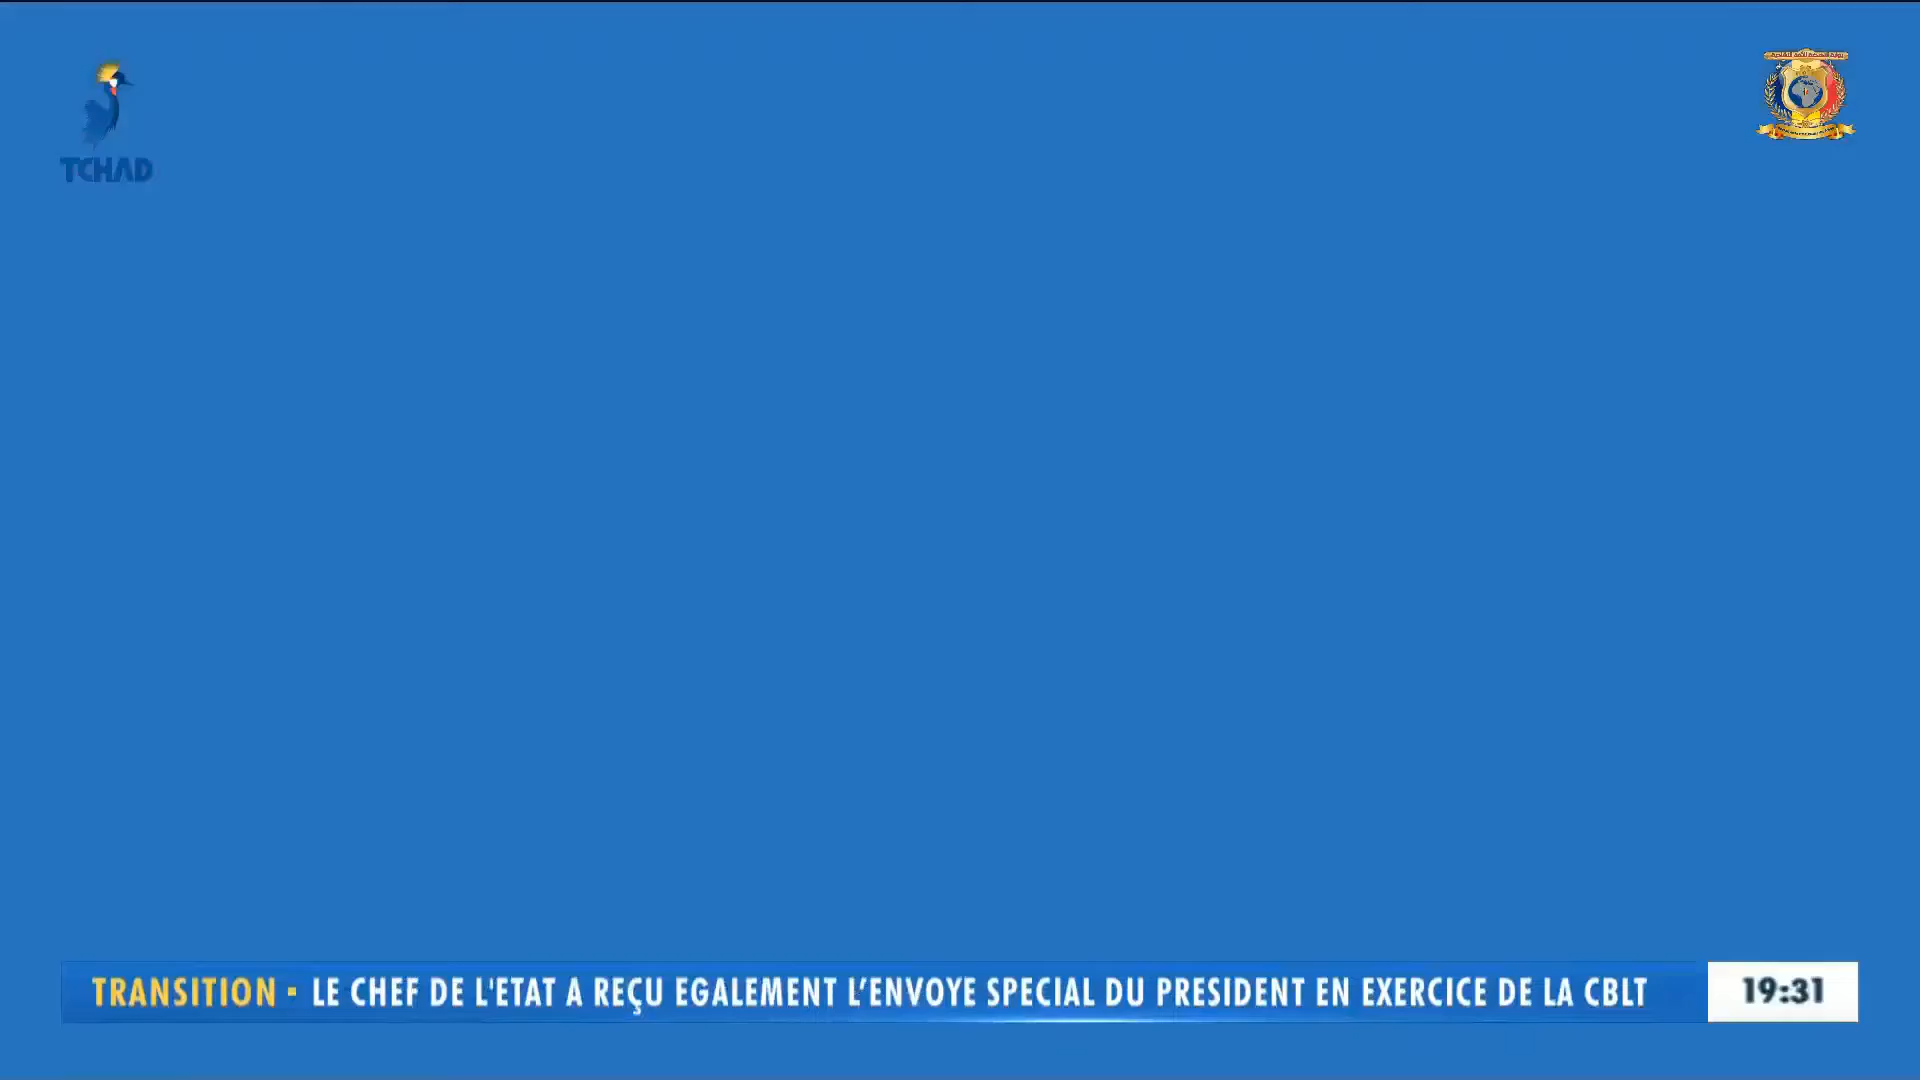 TCHAD
TRANSITION · LE CHEF DE L'ETAT A REÇU EGALEMENT L’ENVOYE SPECIAL DU PRESIDENT EN EXERCICE DE LA CBLT
19:31